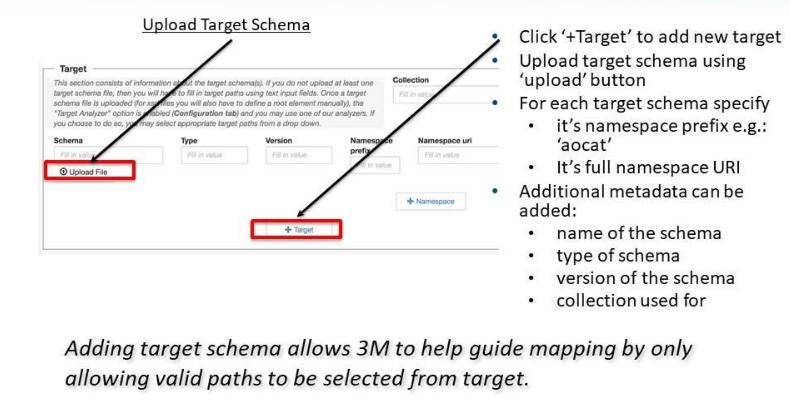 Upload Target Schema
Target
This section consists of information about the target schema(s). If you do not upload at least one
target schema file, then you will have to fill in target paths using text input fields. Once a target
schema file is uploaded (for xsd files you will also have to define a root element manually), the
"Target Analyzer" option is enabled (Configuration tab) and you may use one of our analyzers. If
you choose to do so, you may select appropriate target paths from a drop down.
Collection
Fill in value
Schema Type Version Namespace prefix Namespace uri
Fill in value Fill in value Fill in value Fill in value Fill in value
Upload File
+ Namespace
+ Target
• Click ‘+Target’ to add new target
• Upload target schema using
‘upload’ button
• For each target schema specify
• it’s namespace prefix e.g.:
‘aocat’
• It’s full namespace URI
• Additional metadata can be
added:
• name of the schema
• type of schema
• version of the schema
• collection used for
Adding target schema allows 3M to help guide mapping by only
allowing valid paths to be selected from target.